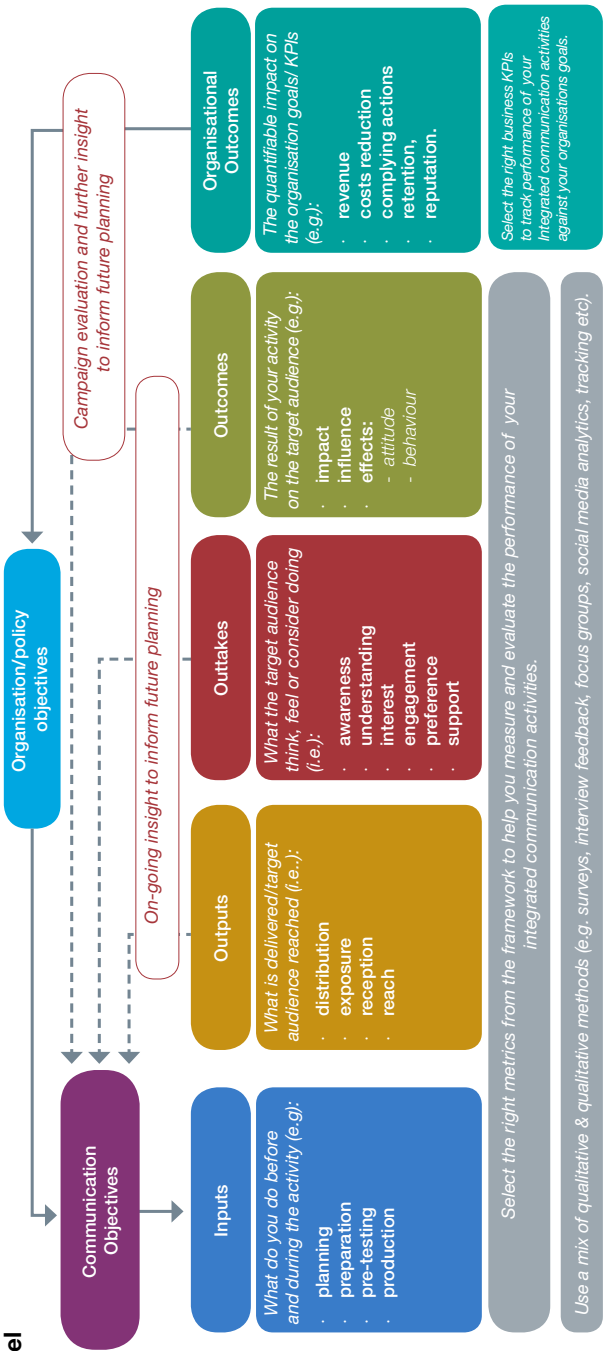 el
Organisation/policy
objectives
Communication
Objectives
Campaign evaluation and further insight
to inform future planning
On-going insight to inform future planning
Inputs
What do you do before
and during the activity (e.g):
· planning
· preparation
· pre-testing
· production
Outputs
What is delivered/target
audience reached (i.e..):
· distribution
· exposure
· reception
· reach
Outtakes
What the target audience
think, feel or consider doing
(i.e.):
· awareness
· understanding
· interest
· engagement
· preference
· support
Outcomes
The result of your activity
on the target audience (e.g.):
· impact
· influence
· effects:
- attitude
- behaviour
Organisational
Outcomes
The quantifiable impact on
the organisation goals/ KPIs
(e.g.):
· revenue
· costs reduction
· complying actions
· retention,
· reputation.
Select the right metrics from the framework to help you measure and evaluate the performance of your
integrated communication activities.
Select the right business KPIs
to track performance of your
Integrated communication activities
against your organisations goals.
Use a mix of qualitative & qualitative methods (e.g. surveys, interview feedback, focus groups, social media analytics, tracking etc).